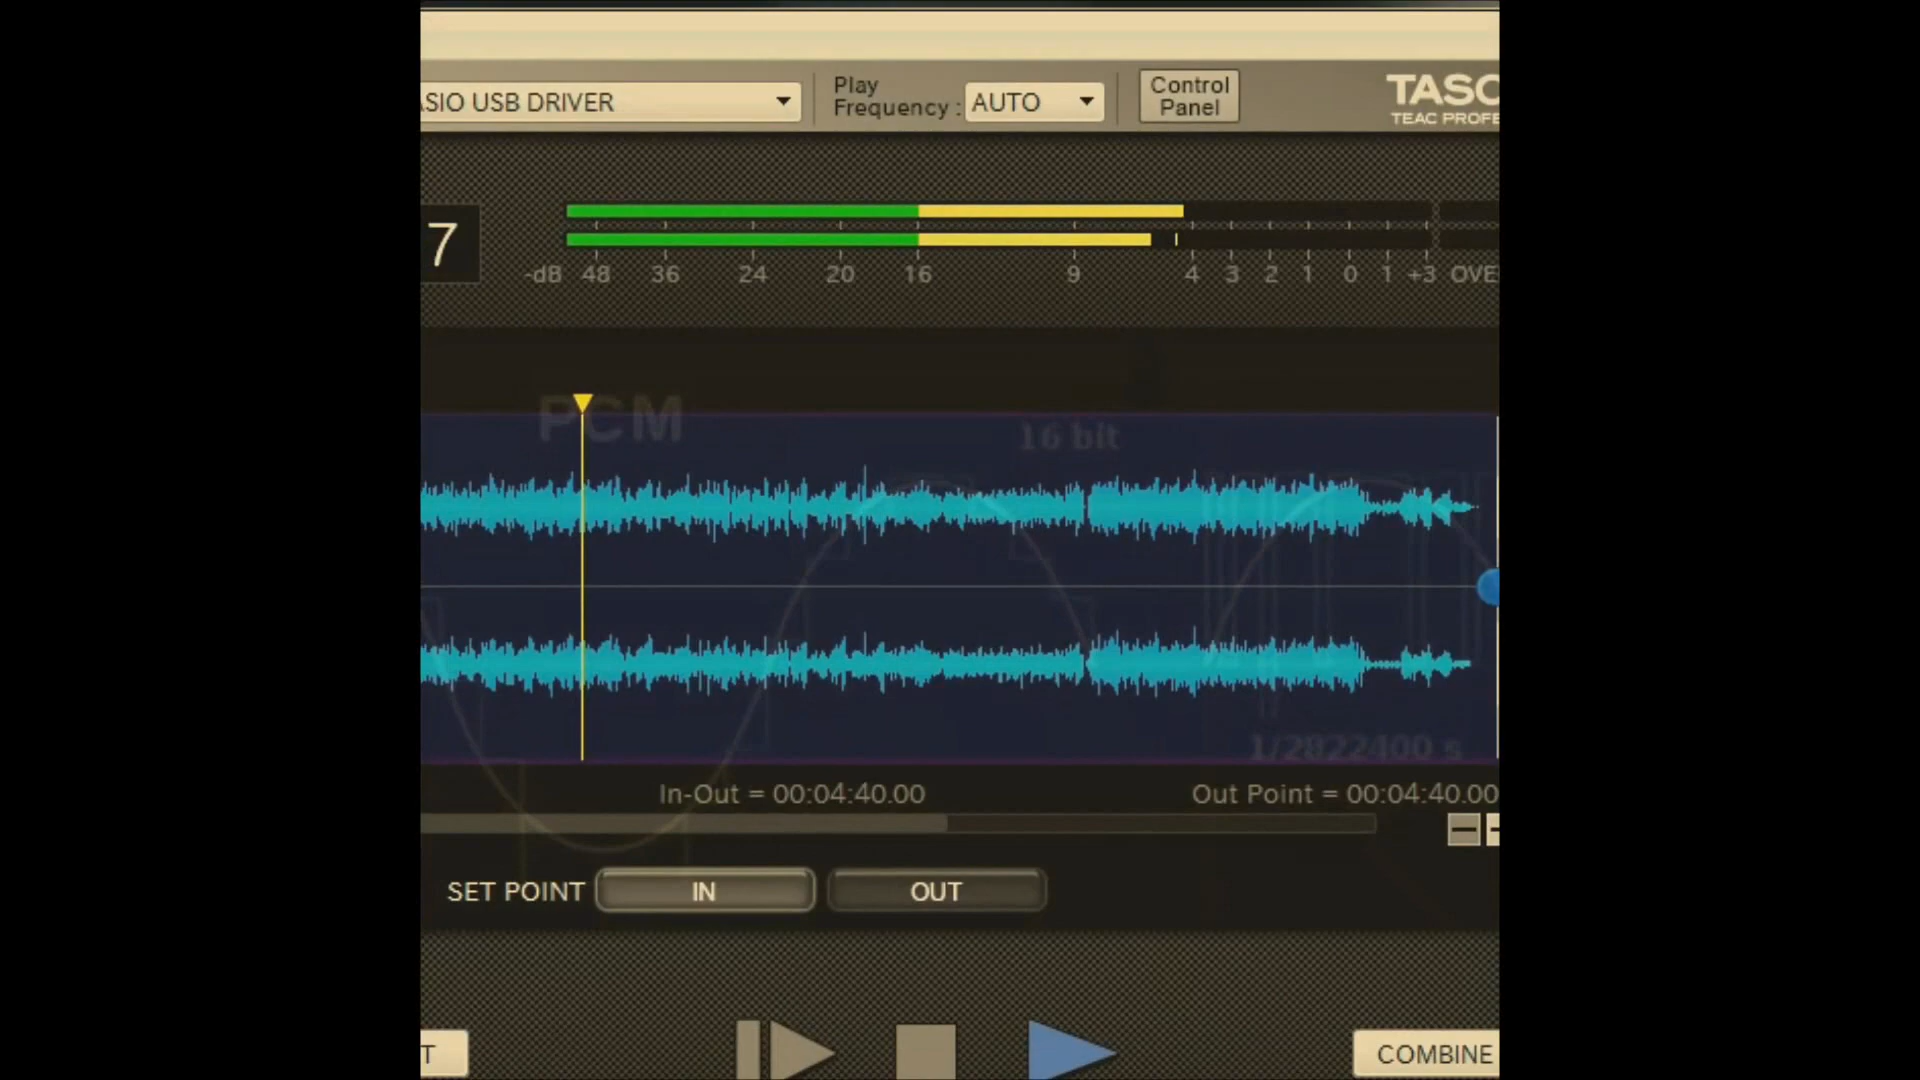 ASIO USB DRIVER
Play
Frequency :
AUTO
Control
Panel
TASC
TEAC PROFE
7
-dB 48 36 24 20 16 9 4 3 2 1 0 1 +3 OVE
PCM
16 bit
1/2822400 s
In-Out = 00:04:40.00
Out Point = 00:04:40.00
SET POINT
IN
OUT
T
COMBINE